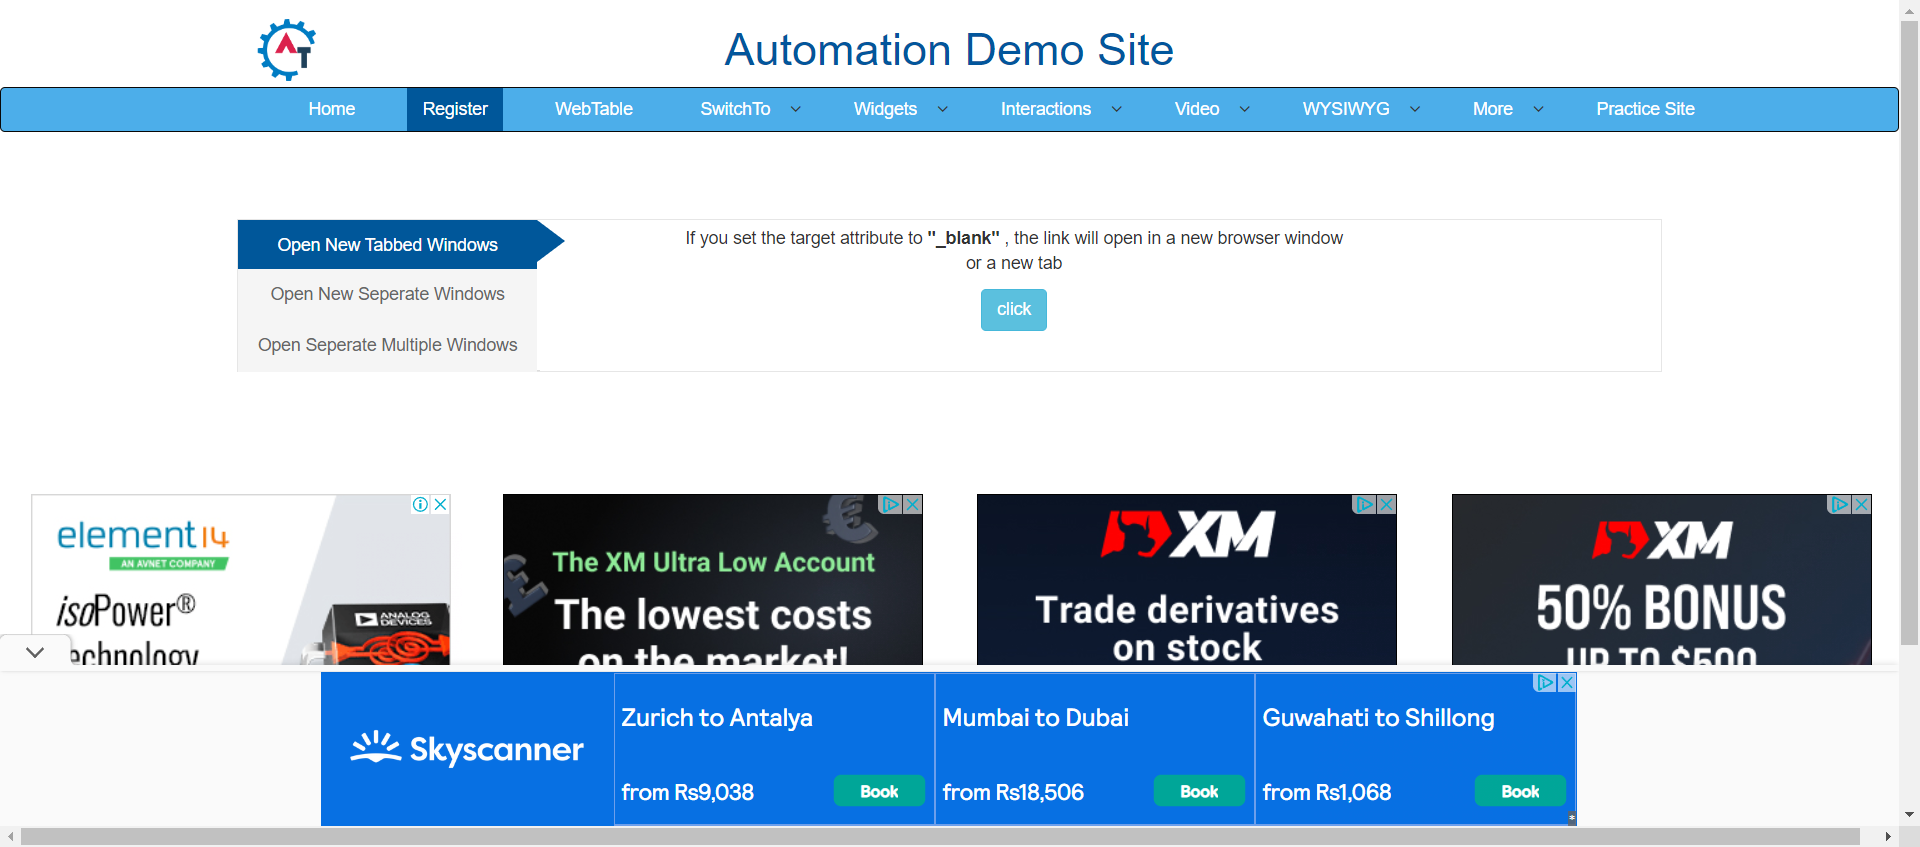 AT
Automation Demo Site
Home Register WebTable SwitchTo Widgets Interactions Video WYSIWYG More Practice Site
Open New Tabbed Windows
Open New Seperate Windows
Open Seperate Multiple Windows
If you set the target attribute to "_blank" , the link will open in a new browser window
or a new tab
click
element14
AN AVNET COMPANY
isoPower®
technology
ANALOG
DEVICES
The XM Ultra Low Account
The lowest costs
on the market!
XM
Trade derivatives
on stock
XM
50% BONUS
UP TO $500
Skyscanner
Zurich to Antalya
from Rs9,038
Book
Mumbai to Dubai
from Rs18,506
Book
Guwahati to Shillong
from Rs1,068
Book
*